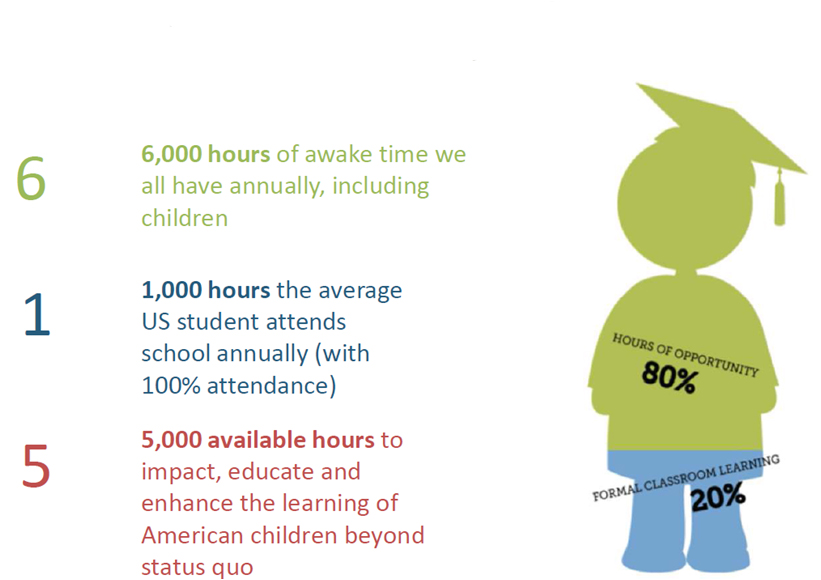 6
6,000 hours of awake time we
all have annually, including
children
1
1,000 hours the average
US student attends
school annually (with
100% attendance)
5
5,000 available hours to
impact, educate and
enhance the learning of
American children beyond
status quo
HOURS OF OPPORTUNITY
80%
FORMAL CLASSROOM LEARNING
20%